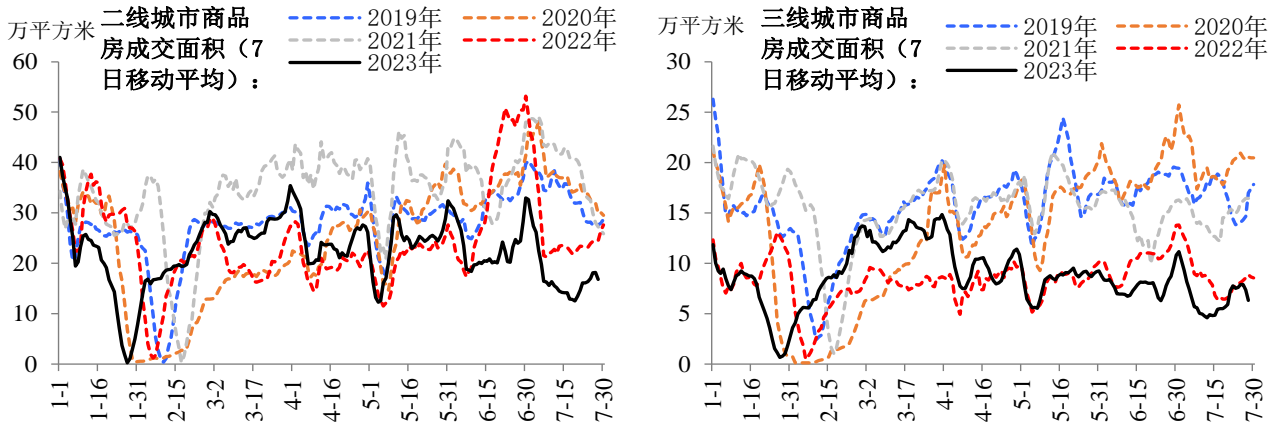 万平方米
二线城市商品
房成交面积（7
日移动平均）：
2019年
2020年
2021年
2022年
2023年
60
50
40
30
20
10
0
1-1
1-16
1-31
2-15
3-2
3-17
4-1
4-16
5-1
5-16
5-31
6-15
6-30
7-15
7-30
万平方米
三线城市商品
房成交面积（7
日移动平均）：
2019年
2020年
2021年
2022年
2023年
30
25
20
15
10
5
0
1-1
1-16
1-31
2-15
3-2
3-17
4-1
4-16
5-1
5-16
5-31
6-15
6-30
7-15
7-30